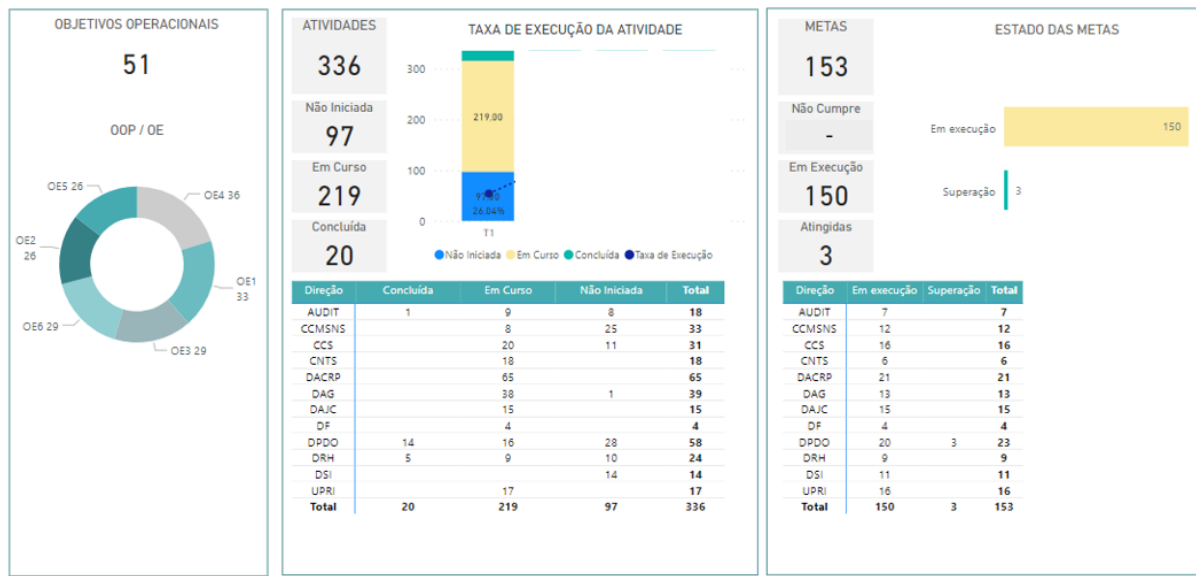 OBJETIVOS OPERACIONAIS
51
OOP / OE
OE5 26
OE4 36
OE2
26
OE1
33
OE6 29
OE3 29
ATIVIDADES
336
Não Iniciada
97
Em Curso
219
Concluída
20
TAXA DE EXECUÇÃO DA ATIVIDADE
300
200
100
0
219.00
26.04%
T1
Não Iniciada Em Curso Concluída Taxa de Execução
Direção Concluída Em Curso Não Iniciada Total
AUDIT 1 9 8 18
CCMSNS 8 25 33
CCS 20 11 31
CNTS 18 18
DACRP 65 65
DAG 38 1 39
DAJC 15 15
DF 4 4
DPDO 14 16 28 58
DRH 5 9 10 24
DSI 14 14
UPRI 17 17
Total 20 219 97 336
METAS
153
Não Cumpre
-
Em Execução
150
Atingidas
3
ESTADO DAS METAS
Em execução 150
Superação 3
Direção Em execução Superação Total
AUDIT 7 7
CCMSNS 12 12
CCS 16 16
CNTS 6 6
DACRP 21 21
DAG 13 13
DAJC 15 15
DF 4 4
DPDO 20 3 23
DRH 9 9
DSI 11 11
UPRI 16 16
Total 150 3 153